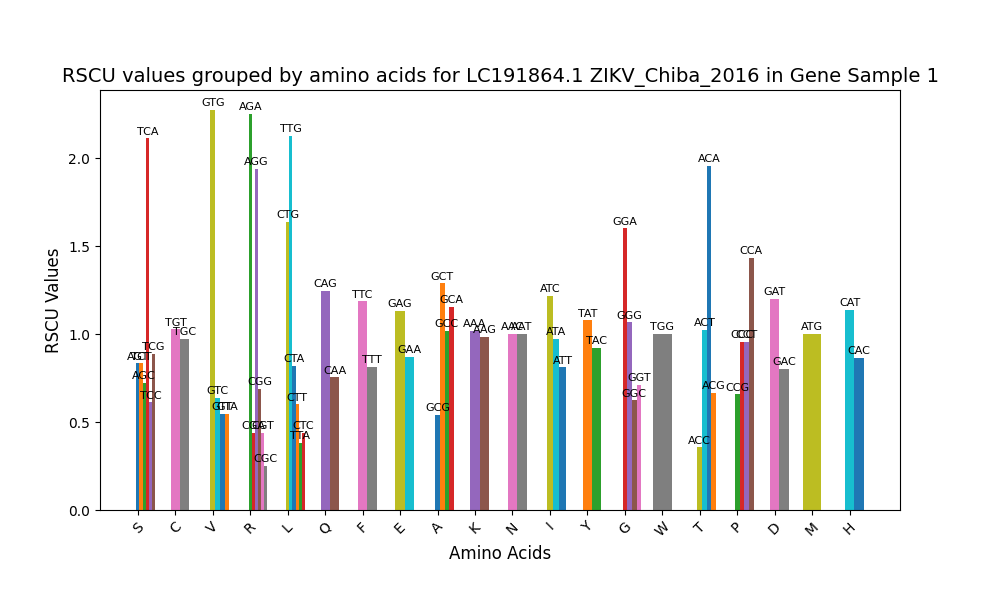 RSCU values grouped by amino acids for LC191864.1 ZIKV_Chiba_2016 in Gene Sample 1
GTG
AGA
TTG
TCA
ACA
AGG
CTG
GGA
CCA
GCT
CAG
ATC
GAT
TTC
GCA
GAG
CAT
TAT
TGT
GGG
ACT
GCC
AAA
TGC
AAG
AAC
AAT
ATA
TGG
ATG
TCG
AGC
TCC
GTC
CGG
CTA
CTT
CTC
TTA
CGC
CAA
TTT
GAA
GCG
ATT
TAC
GGC
GGT
ACC
ACG
CCG
GAC
CAC
RSCU Values
2.0
1.5
1.0
0.5
0.0
S C V R L Q F E A K N I Y G W T P D M H
Amino Acids